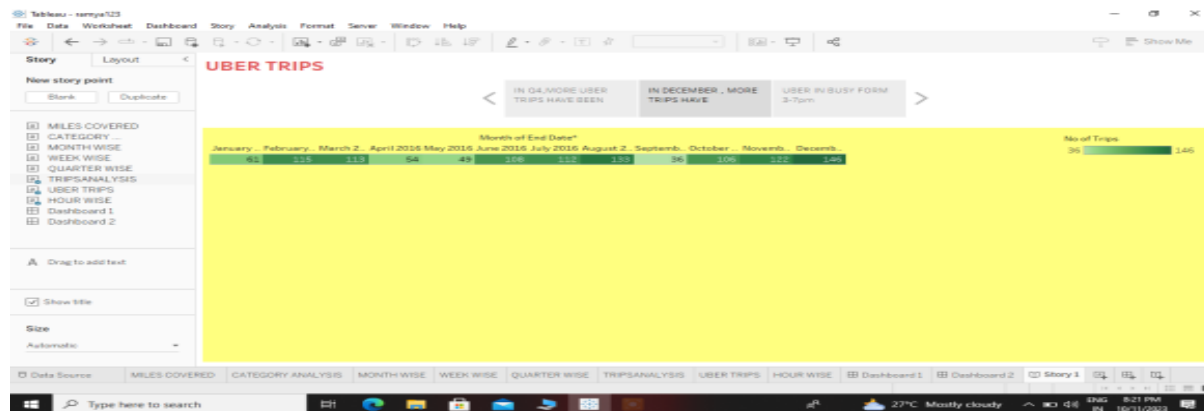 Tableau - ramya123
File Data Worksheet Dashboard Story Analysis Format Server Window Help
Show Me
Story Layout
UBER TRIPS
New story point
Blank Duplicate
IN Q4,MORE UBER TRIPS HAVE BEEN
IN DECEMBER , MORE TRIPS HAVE
UBER IN BUSY FORM 3-7pm
MILES COVERED
CATEGORY ...
MONTH WISE
WEEK WISE
QUARTER WISE
TRIPSANALYSIS
UBER TRIPS
HOUR WISE
Dashboard 1
Dashboard 2
Month of End Date*
January .. February.. March 2.. April 2016 May 2016 June 2016 July 2016 August 2.. Septemb.. October .. Novemb.. Decemb..
61 115 113 54 49 108 112 133 36 106 122 146
No of Trips
36 146
Drag to add text
Show title
Size
Automatic
Data Source MILES COVERED CATEGORY ANALYSIS MONTH WISE WEEK WISE QUARTER WISE TRIPSANALYSIS UBER TRIPS HOUR WISE Dashboard 1 Dashboard 2 Story 1
Type here to search
27°C Mostly cloudy
ENG
IN
8:21 PM
10/31/2023